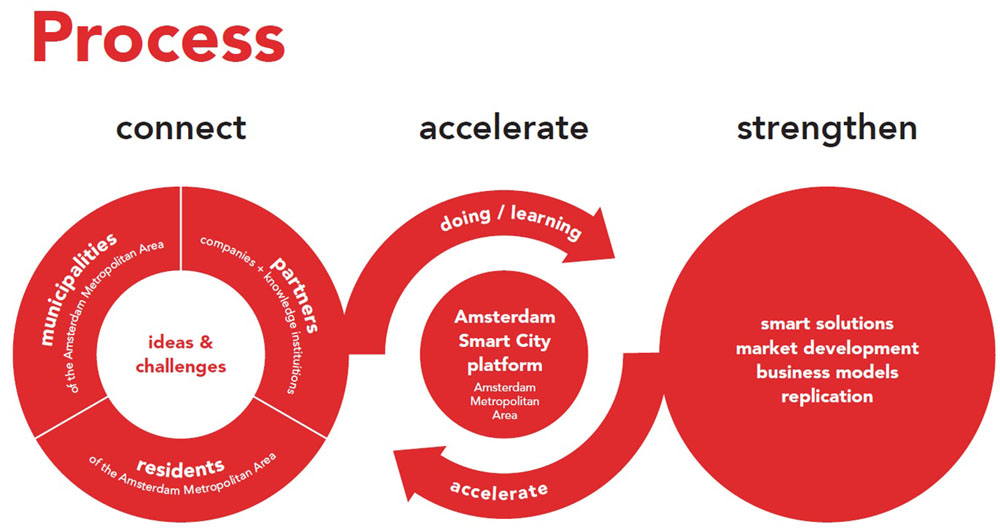 Process
connect
accelerate
strengthen
municipalities
of the Amsterdam Metropolitan Area
partners
companies + knowledge instituitions
residents
of the Amsterdam Metropolitan Area
ideas &
challenges
doing / learning
Amsterdam
Smart City
platform
Amsterdam
Metropolitan
Area
accelerate
smart solutions
market development
business models
replication